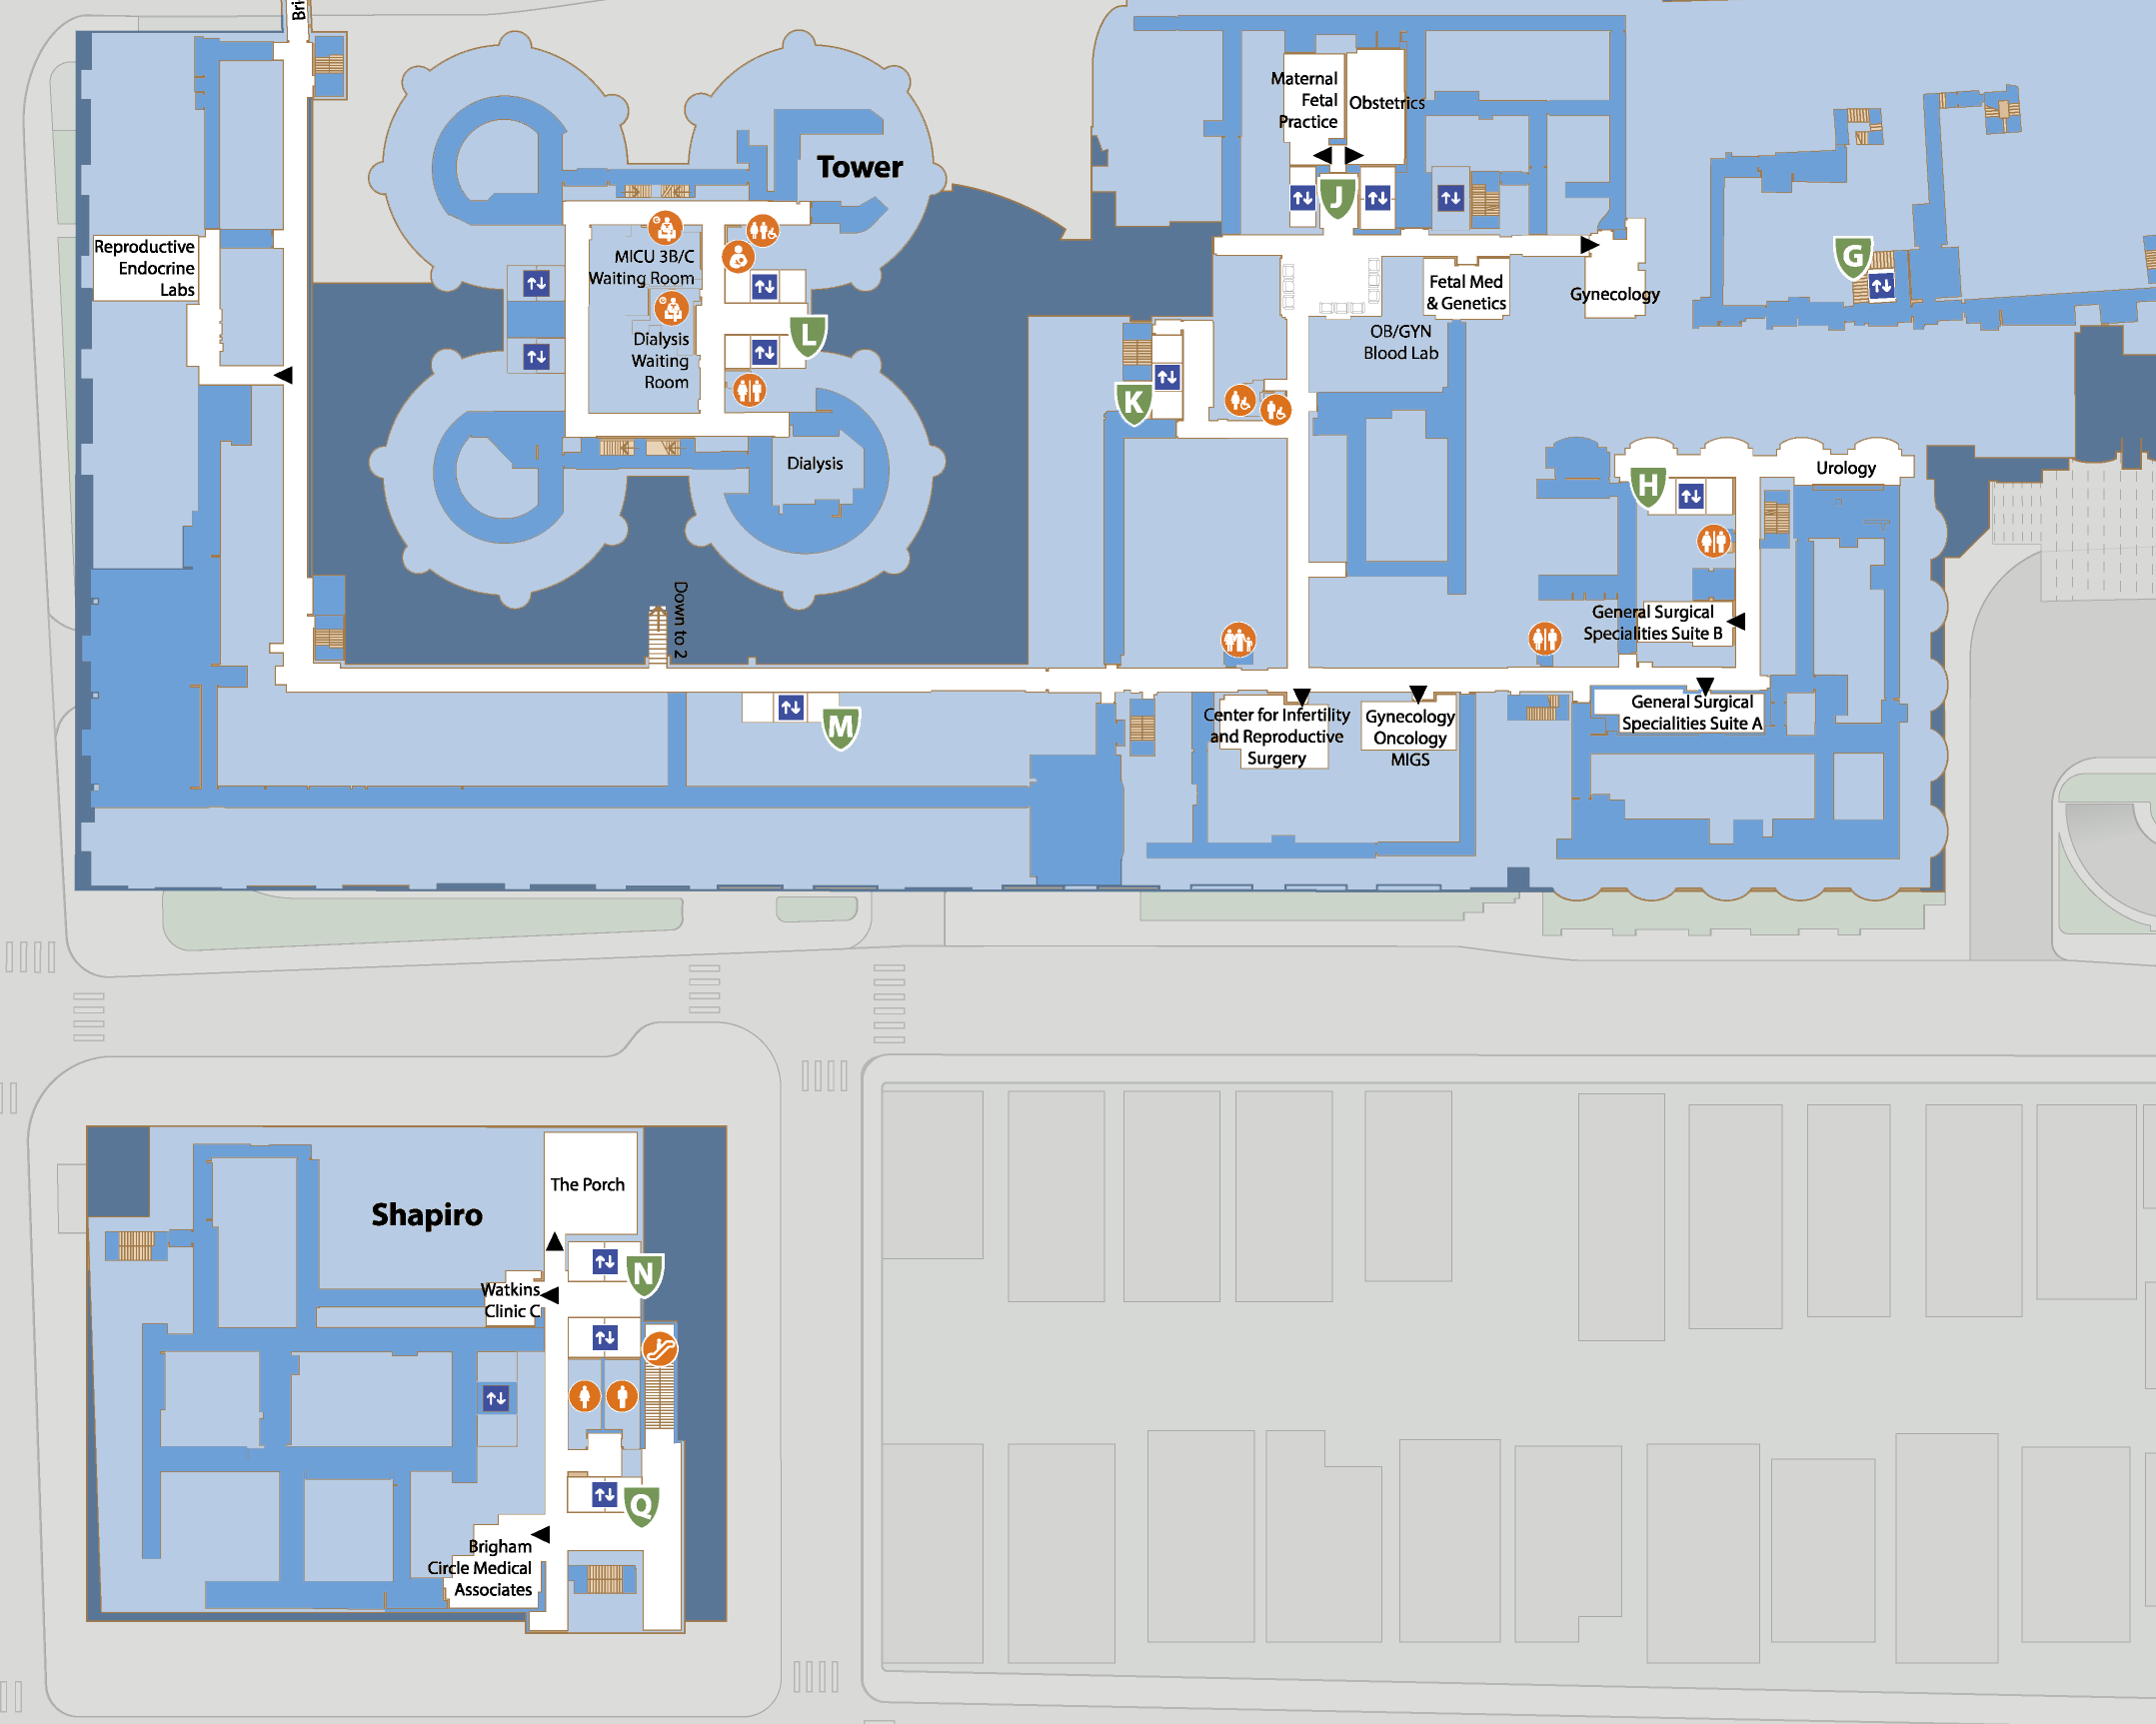 Bri
Maternal
Fetal
Practice
Obstetrics
Tower
J
Reproductive
Endocrine
Labs
MICU 3B/C
Waiting Room
G
Fetal Med
& Genetics
Gynecology
L
Dialysis
Waiting
Room
OB/GYN
Blood Lab
K
Dialysis
H
Urology
Down to 2
General Surgical
Specialities Suite B
M
Center for Infertility
and Reproductive
Surgery
Gynecology
Oncology
MIGS
General Surgical
Specialities Suite A
The Porch
Shapiro
N
Watkins
Clinic C
Q
Brigham
Circle Medical
Associates